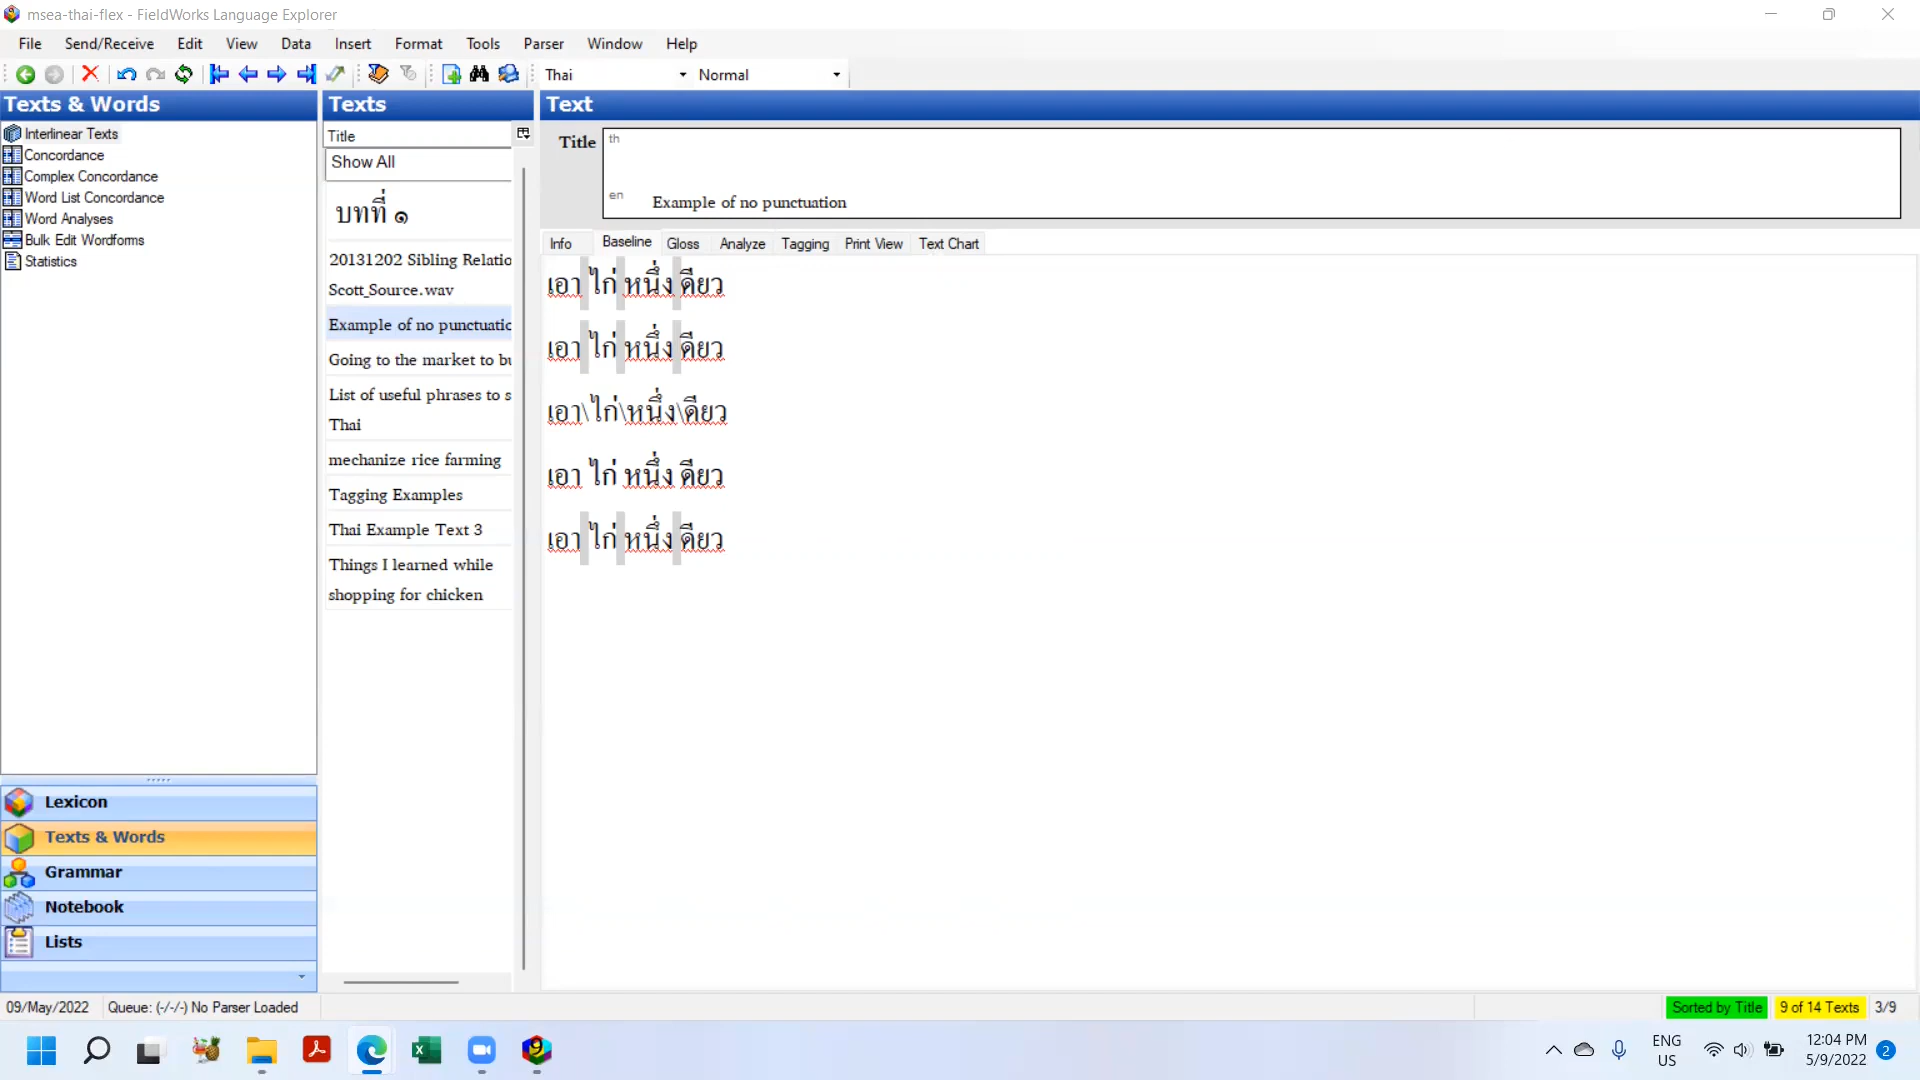 msea-thai-flex - FieldWorks Language Explorer
File Send/Receive Edit View Data Insert Format Tools Parser Window Help
Thai Normal
Texts & Words
Interlinear Texts
Concordance
Complex Concordance
Word List Concordance
Word Analyses
Bulk Edit Wordforms
Statistics
Lexicon
Texts & Words
Grammar
Notebook
Lists
Texts
Title
Show All
บทที่ ๑
20131202 Sibling Relatio
Scott_Source.wav
Example of no punctuatic
Going to the market to bu
List of useful phrases to s
Thai
mechanize rice farming
Tagging Examples
Thai Example Text 3
Things I learned while
shopping for chicken
Text
Title th
en Example of no punctuation
Info Baseline Gloss Analyze Tagging Print View Text Chart
เอา ไก่ หนึ่ง ดียว
เอา ไก่ หนึ่ง ดียว
เอา\ไก่\หนึ่ง\ดียว
เอา ไก่ หนึ่ง ดียว
เอา ไก่ หนึ่ง ดียว
09/May/2022 Queue: (-/-/-) No Parser Loaded Sorted by Title 9 of 14 Texts 3/9
ENG
US
12:04 PM
5/9/2022
2